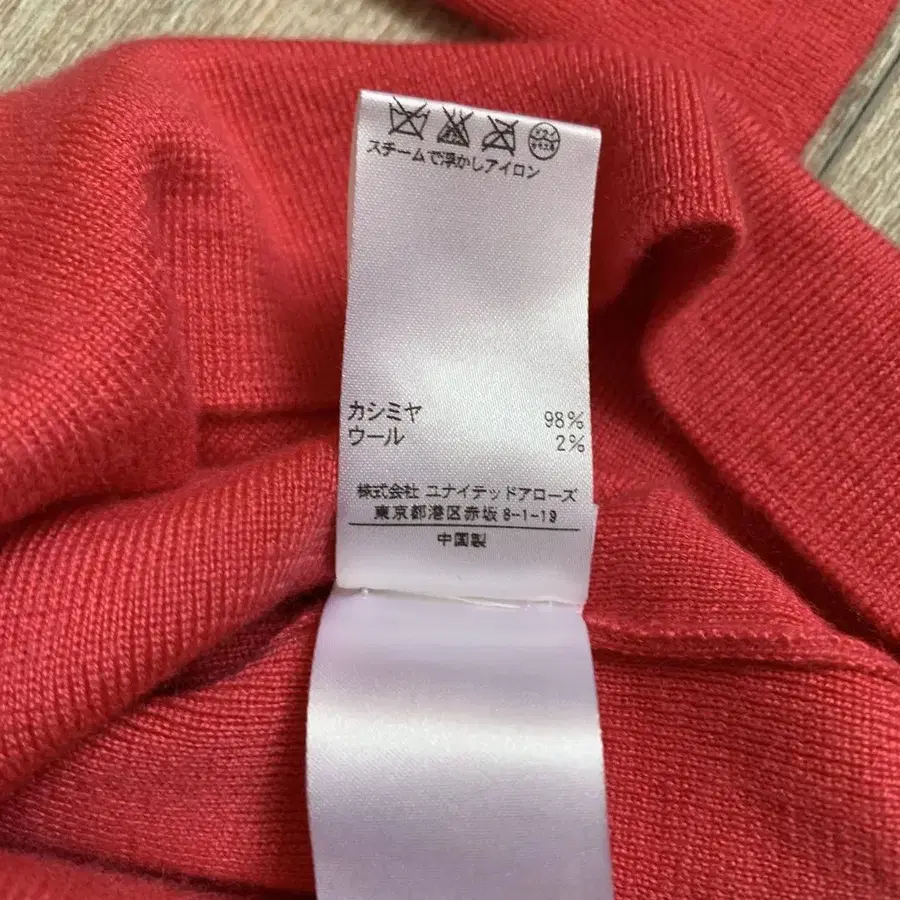 スチームで浮かしアイロン
カシミヤ 98%
ウール 2%
株式会社 ユナイテッドアローズ
東京都港区赤坂8-1-19
中国製